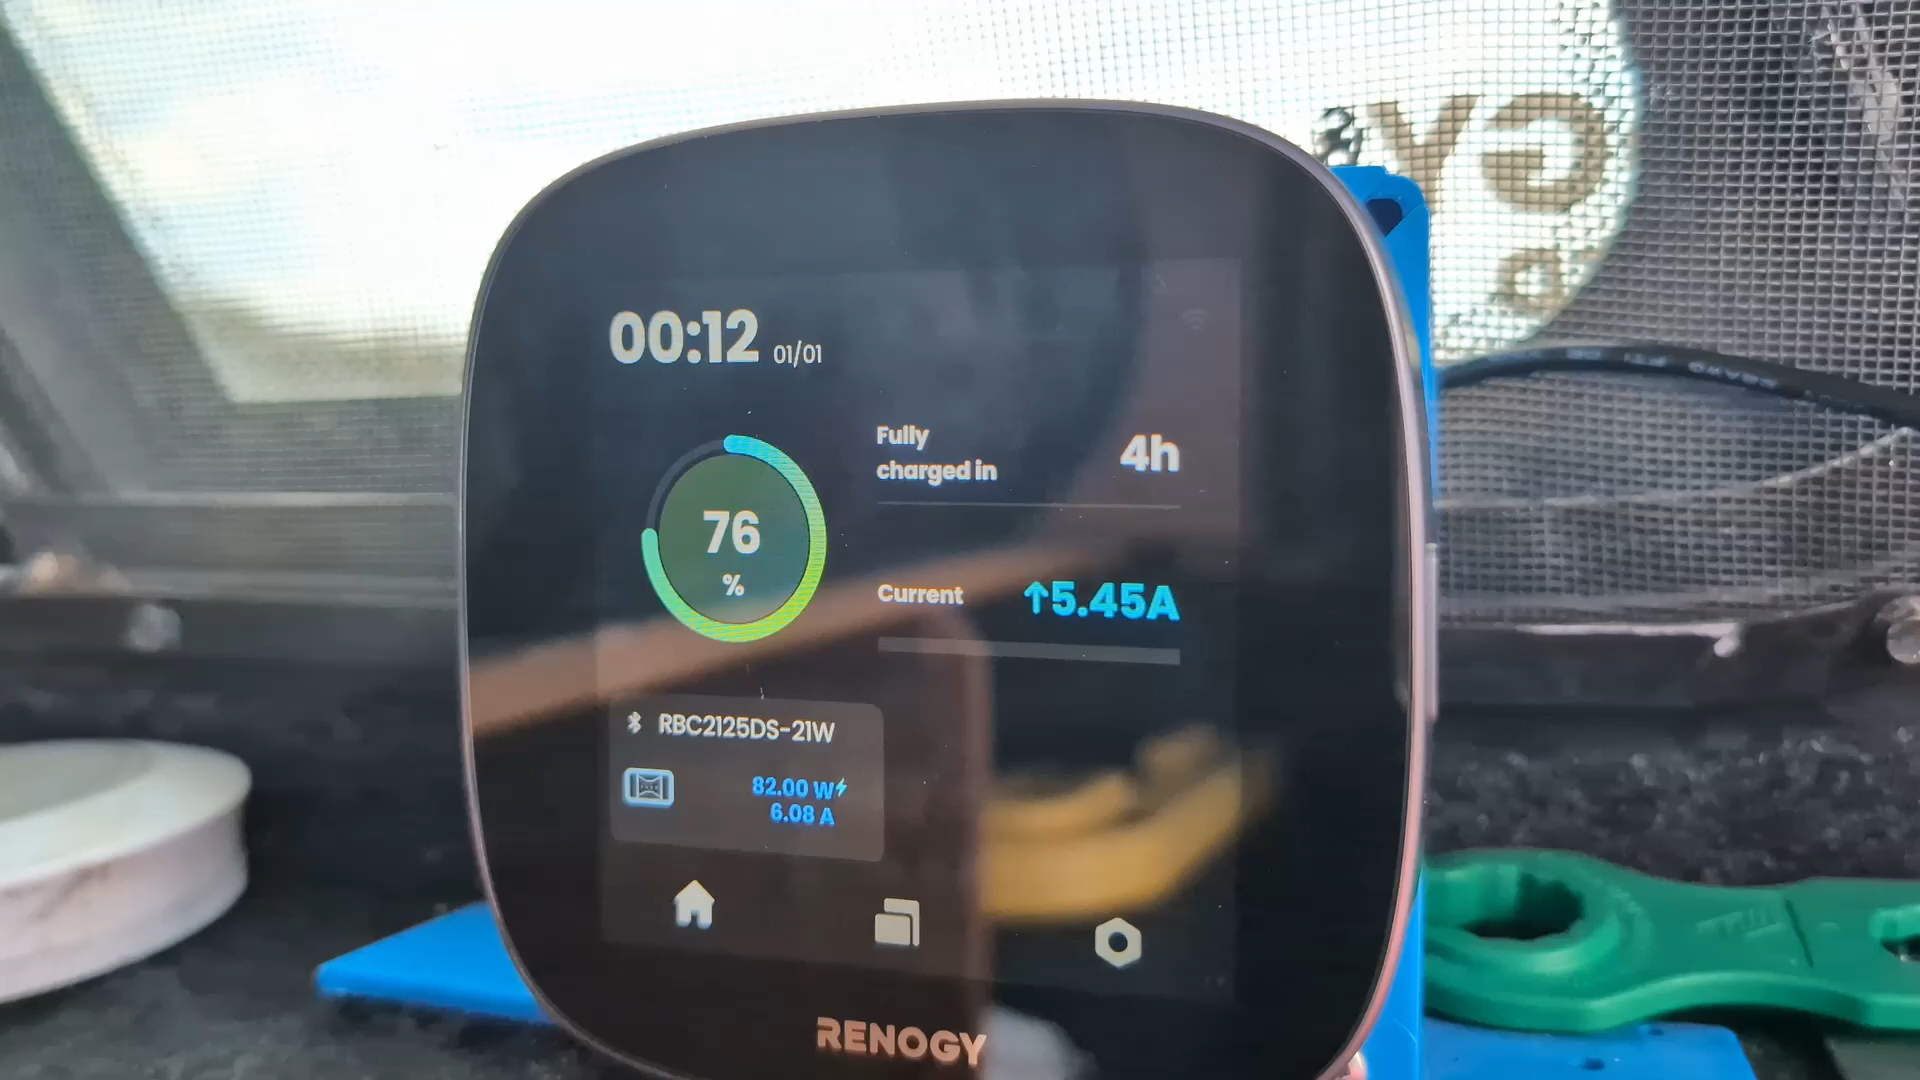 00:12 01/01
Fully
charged in
4h
76
%
Current
↑5.45A
RBC2125DS-21W
82.00 W
6.08 A
RENOGY